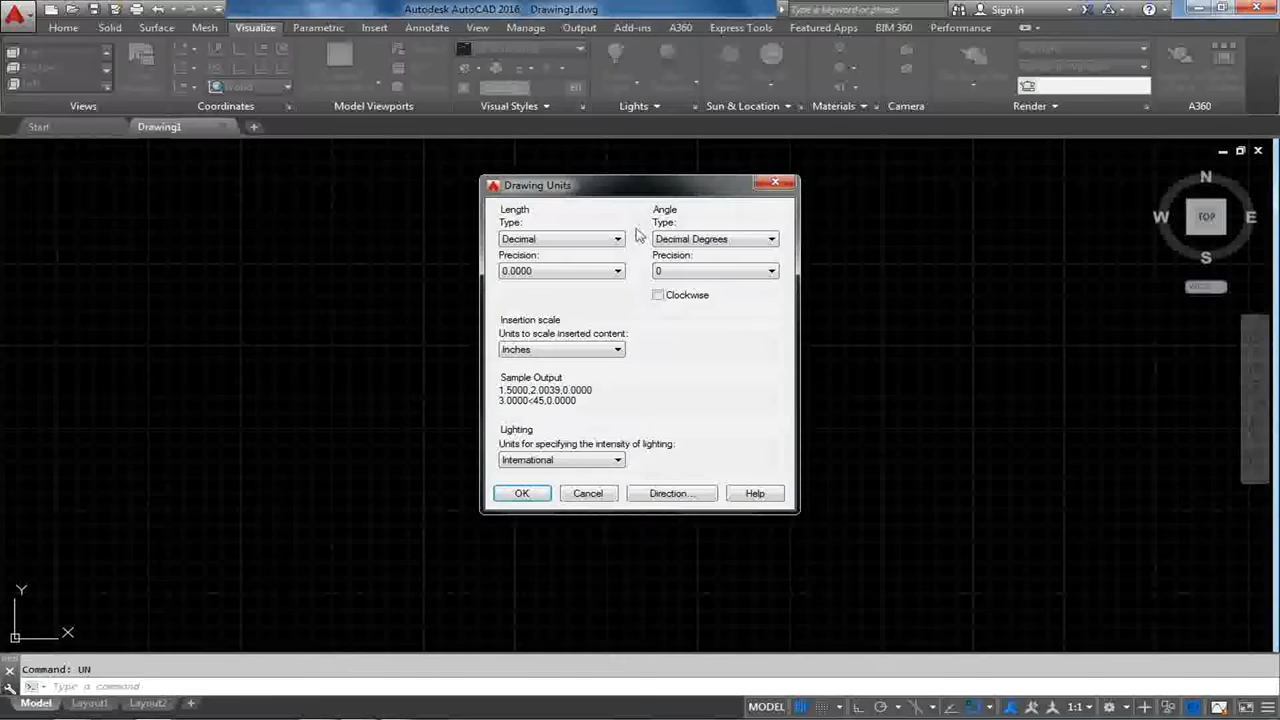 Autodesk AutoCAD 2016 Drawing1.dwg
Type a keyword or phrase
Sign In
Home Solid Surface Mesh Visualize Parametric Insert Annotate View Manage Output Add-ins A360 Express Tools Featured Apps BIM 360 Performance
World
Views Coordinates Model Viewports Visual Styles Lights Sun & Location Materials Camera Render A360
Start Drawing1
Drawing Units
Length
Type:
Decimal
Precision:
0.0000
Angle
Type:
Decimal Degrees
Precision:
0
Clockwise
Insertion scale
Units to scale inserted content:
Inches
Sample Output
1.5000,2.0039,0.0000
3.0000<45,0.0000
Lighting
Units for specifying the intensity of lighting:
International
OK Cancel Direction... Help
N
W TOP E
S
Y
X
Command: UN
Type a command
Model Layout1 Layout2
MODEL 1:1